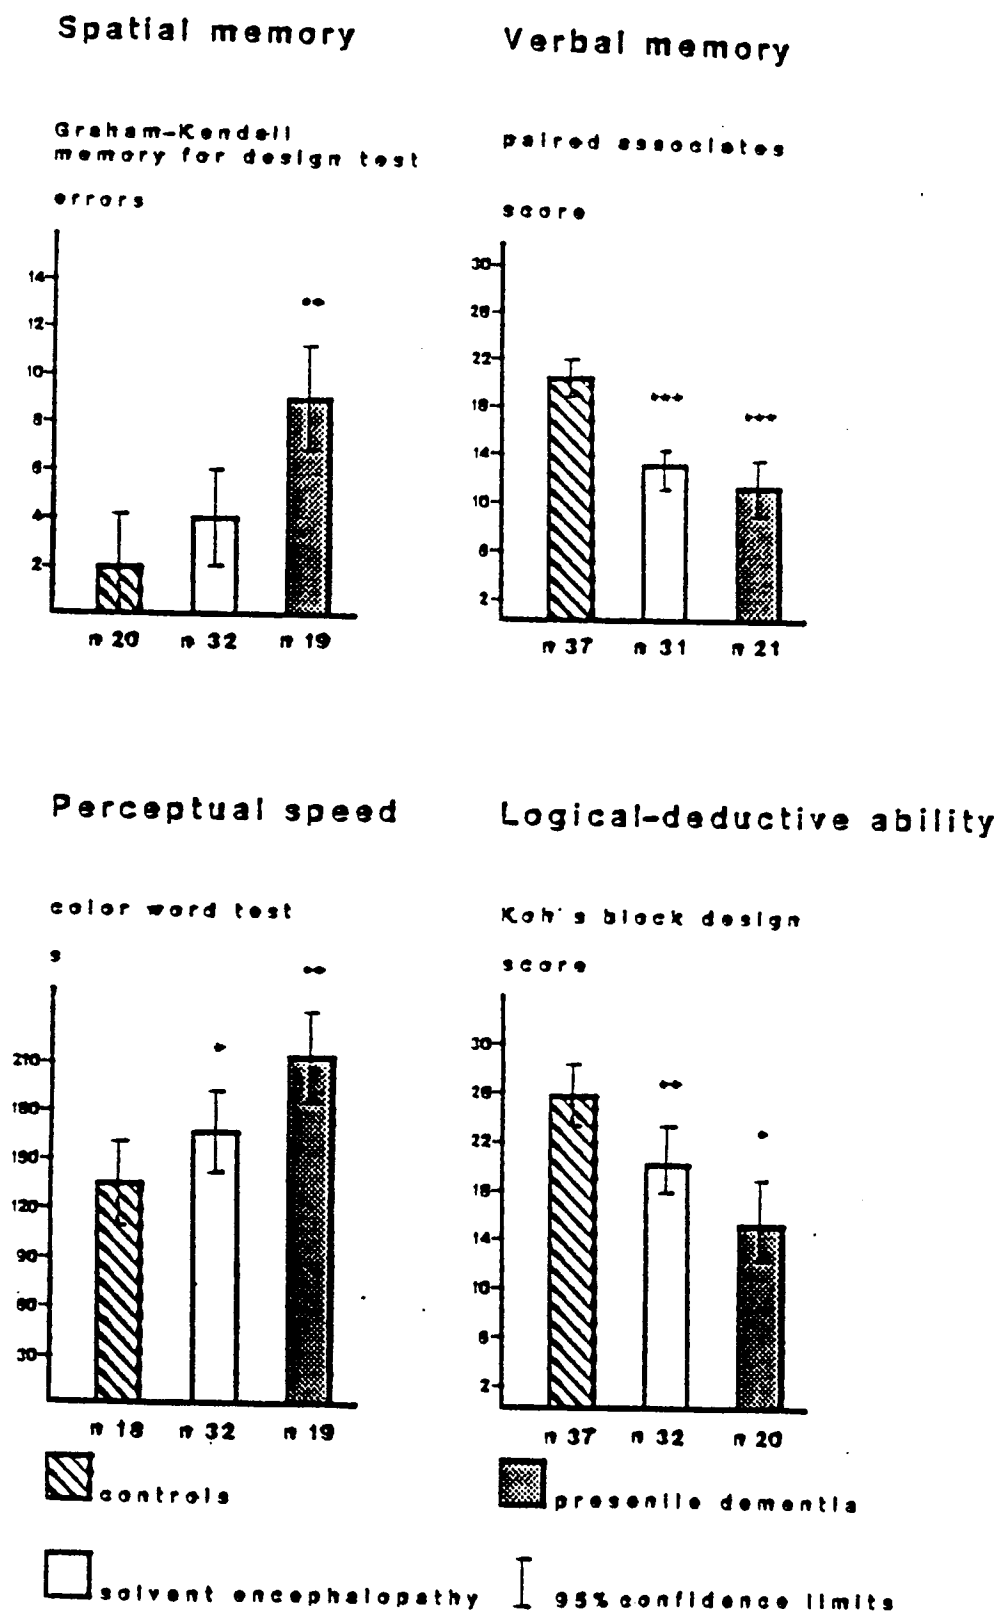 Spatial memory
Graham-Kendall
memory for design test
errors
14
12
10
8
6
4
2
**
n 20 n 32 n 19
Verbal memory
paired associates
score
30
26
22
18
14
10
6
2
***
***
n 37 n 31 n 21
Perceptual speed
color word test
s
210
180
150
120
90
60
30
*
**
n 18 n 32 n 19
Logical-deductive ability
Koh's block design
score
30
26
22
18
14
10
6
2
**
*
n 37 n 32 n 20
controls
presenile dementia
solvent encephalopathy
95% confidence limits